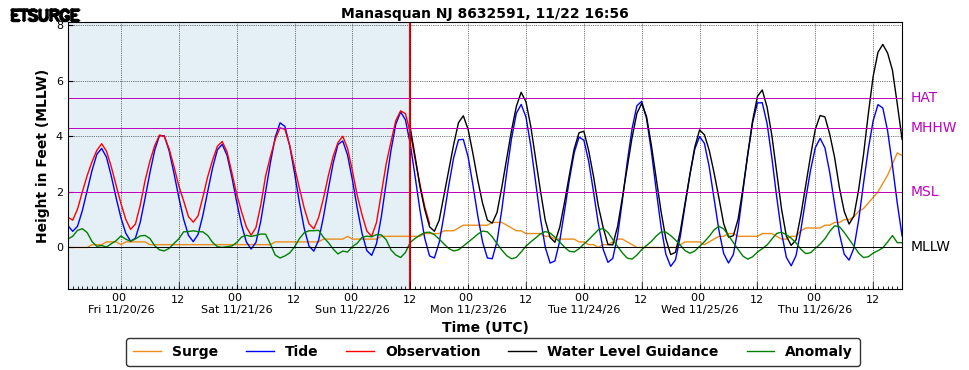 ETSURGE
Manasquan NJ 8632591, 11/22 16:56
Height in Feet (MLLW)
8
6
4
2
0
HAT
MHHW
MSL
MLLW
00 12 00 12 00 12 00 12 00 12 00 12 00 12
Fri 11/20/26 Sat 11/21/26 Sun 11/22/26 Mon 11/23/26 Tue 11/24/26 Wed 11/25/26 Thu 11/26/26
Time (UTC)
Surge Tide Observation Water Level Guidance Anomaly